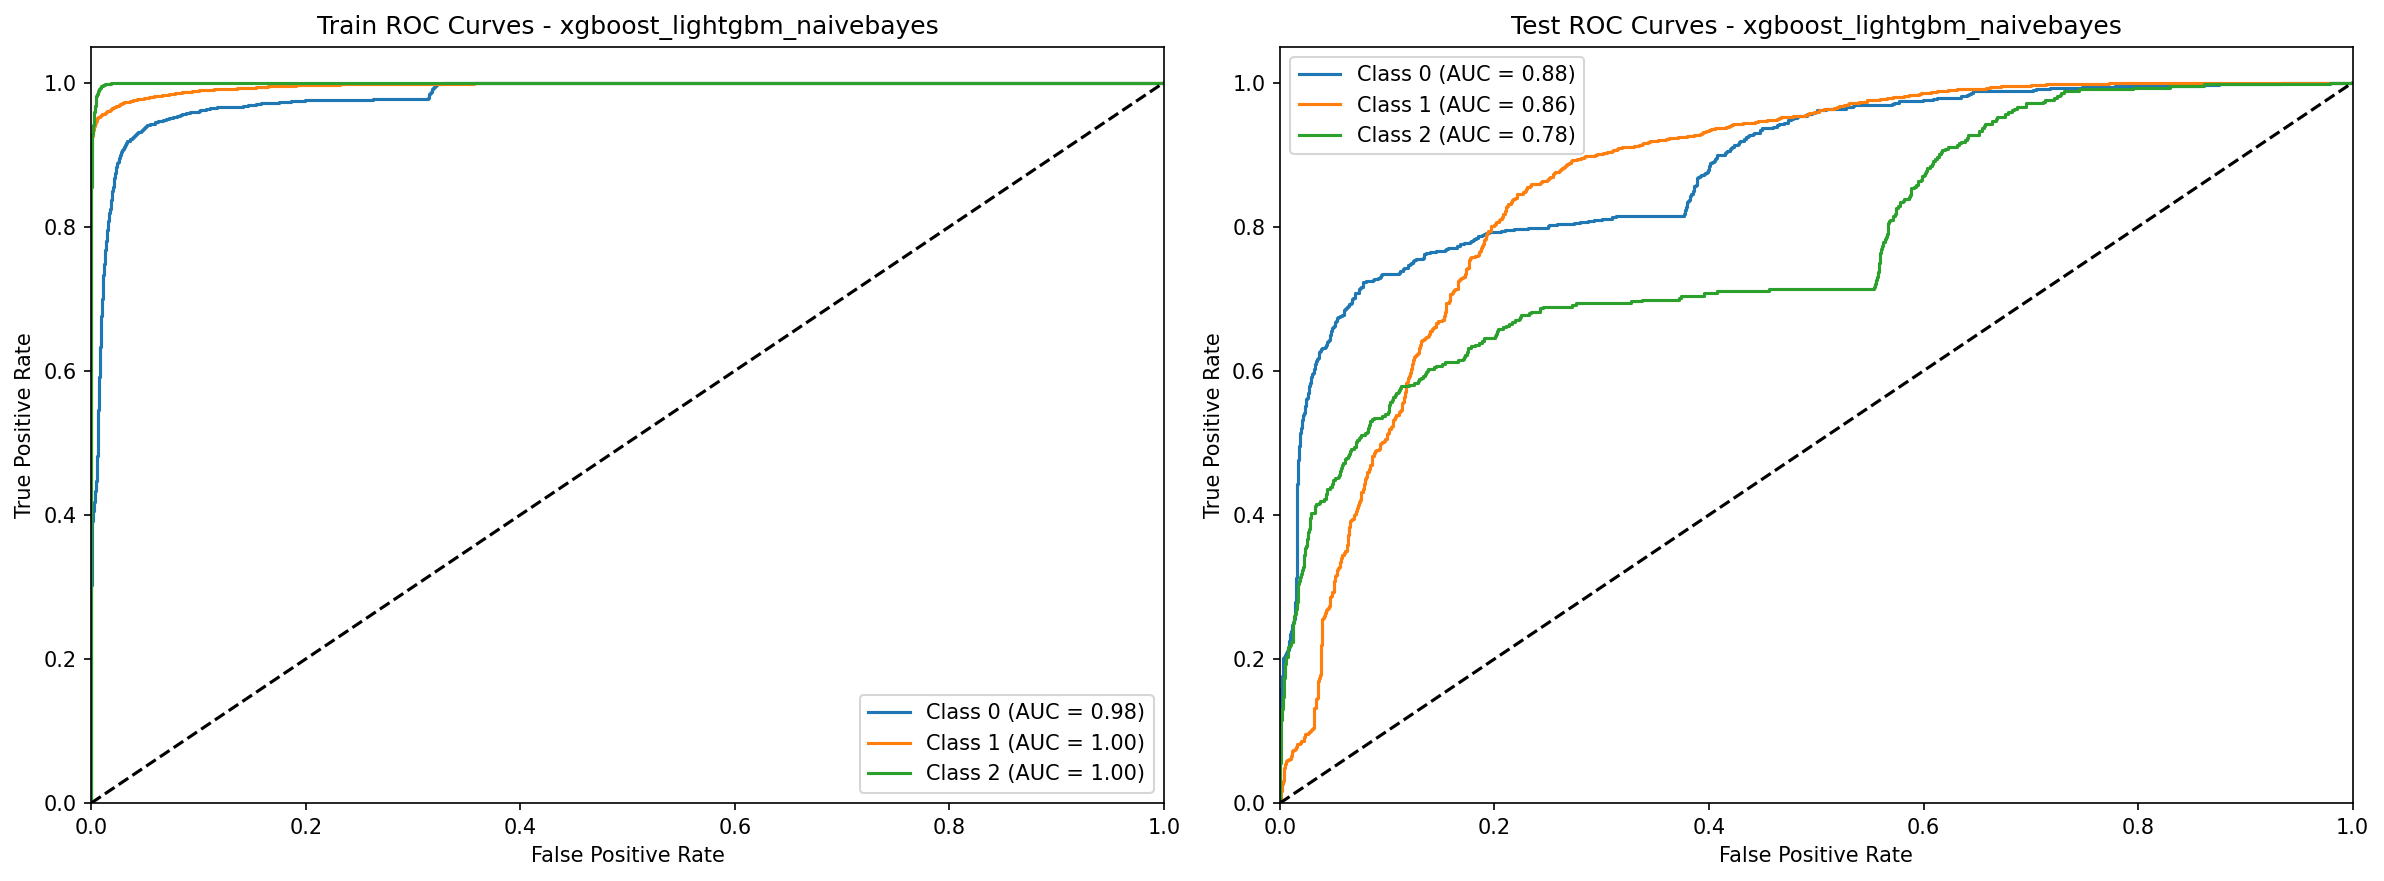 Train ROC Curves - xgboost_lightgbm_naivebayes
True Positive Rate
1.0
0.8
0.6
0.4
0.2
0.0
0.0 0.2 0.4 0.6 0.8 1.0
False Positive Rate
Class 0 (AUC = 0.98)
Class 1 (AUC = 1.00)
Class 2 (AUC = 1.00)
Test ROC Curves - xgboost_lightgbm_naivebayes
Class 0 (AUC = 0.88)
Class 1 (AUC = 0.86)
Class 2 (AUC = 0.78)
True Positive Rate
1.0
0.8
0.6
0.4
0.2
0.0
0.0 0.2 0.4 0.6 0.8 1.0
False Positive Rate